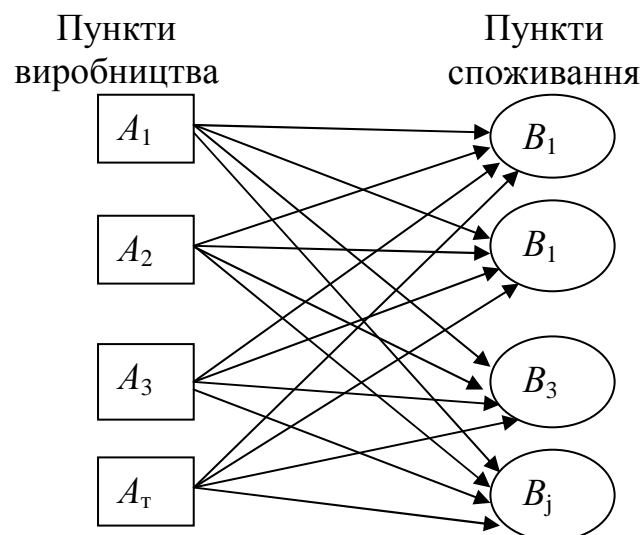 Пункти
виробництва
Пункти
споживання
A₁
B₁
A₂
B₁
A₃
B₃
Aт
Bj